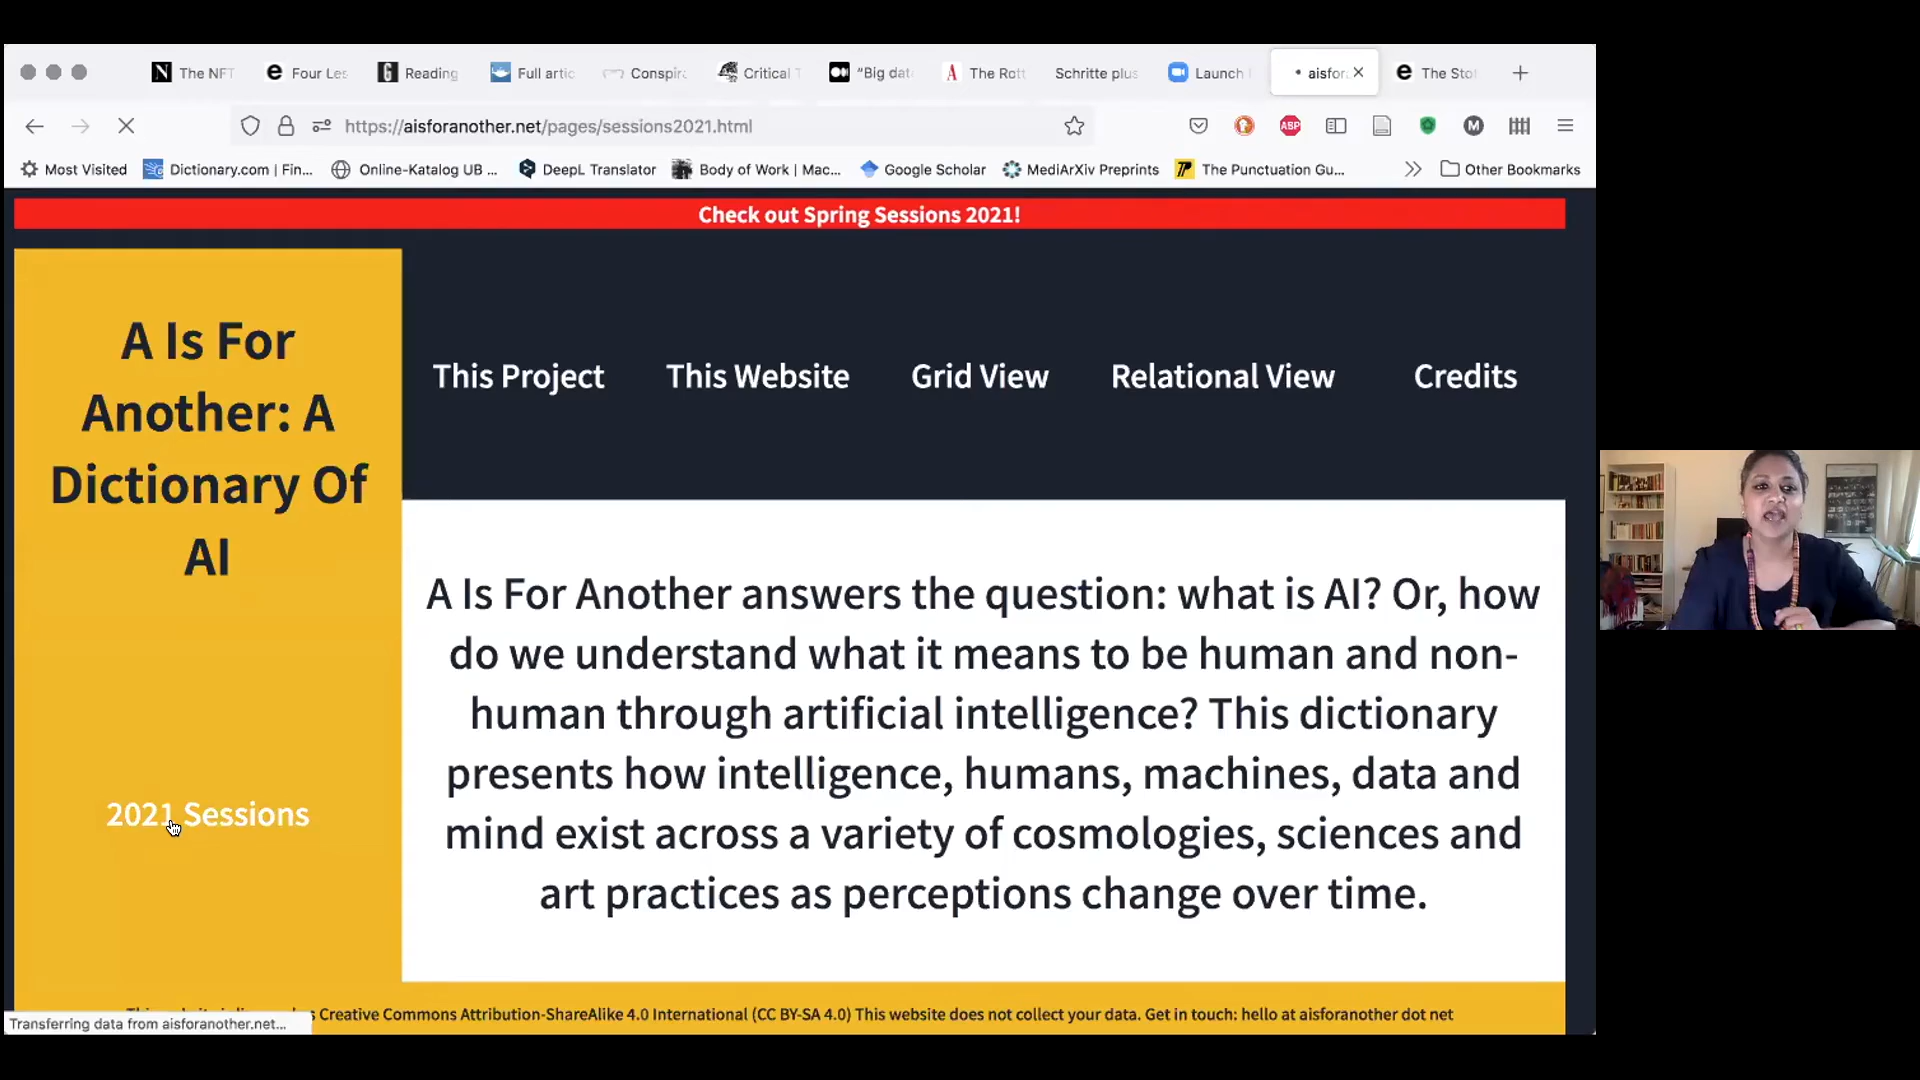 The NFT
Four Les
Reading
Full artic
Conspira
Critical T
"Big dat
The Rott
Schritte plus
Launch
aisfor
The Stor
https://aisforanother.net/pages/sessions2021.html
ABP
M
Most Visited
Dictionary.com | Fin...
Online-Katalog UB ...
DeepL Translator
Body of Work | Mac...
Google Scholar
MediArXiv Preprints
The Punctuation Gu...
Other Bookmarks
Check out Spring Sessions 2021!
A Is For
Another: A
Dictionary Of
AI
2021 Sessions
This Project
This Website
Grid View
Relational View
Credits
A Is For Another answers the question: what is AI? Or, how
do we understand what it means to be human and non-
human through artificial intelligence? This dictionary
presents how intelligence, humans, machines, data and
mind exist across a variety of cosmologies, sciences and
art practices as perceptions change over time.
Creative Commons Attribution-ShareAlike 4.0 International (CC BY-SA 4.0) This website does not collect your data. Get in touch: hello at aisforanother dot net
Transferring data from aisforanother.net...